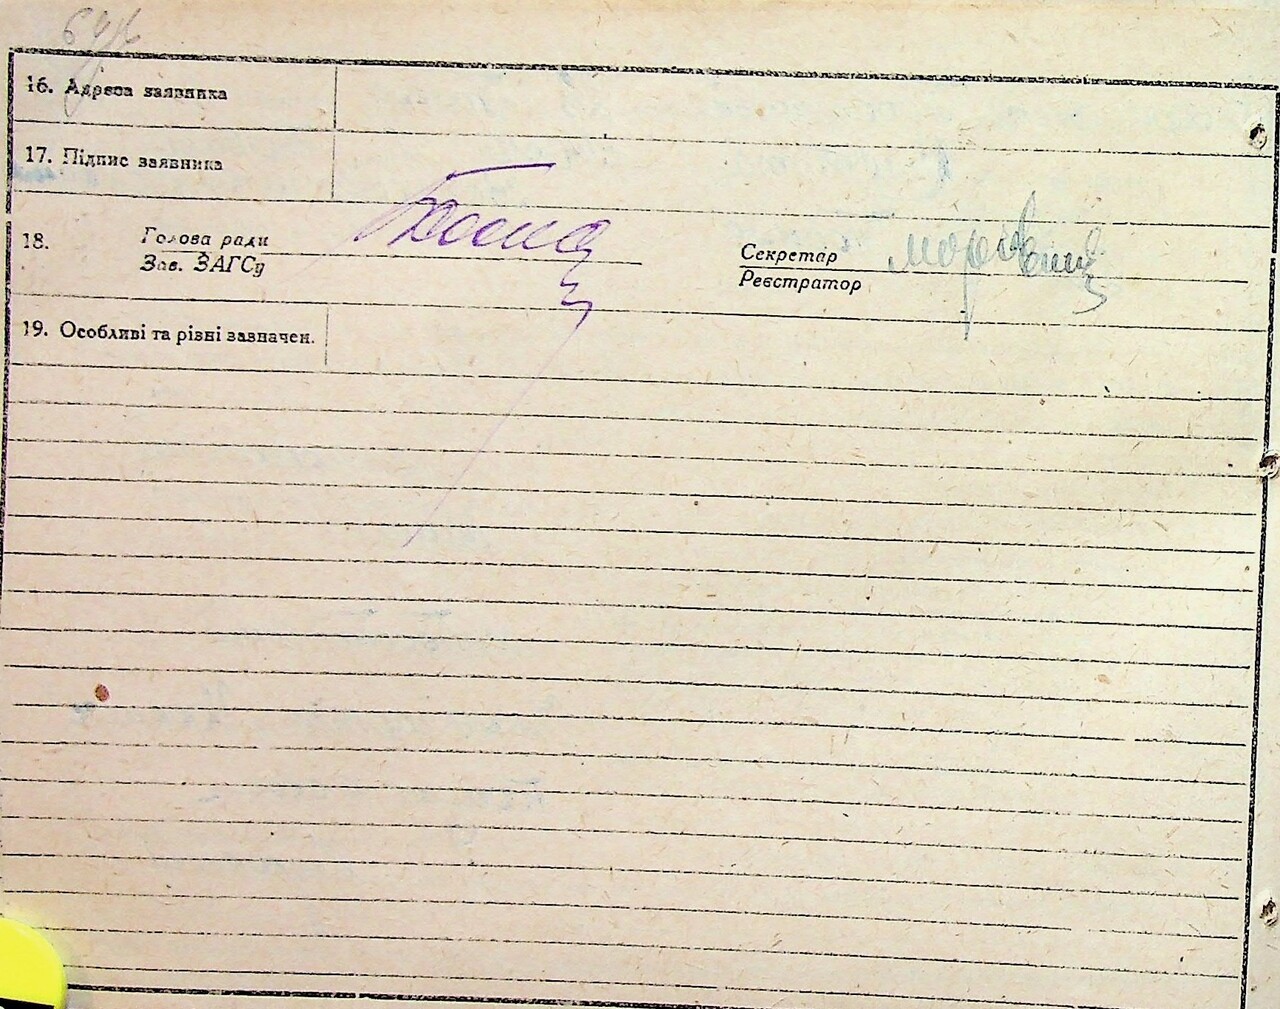 16. Адреса заявника
17. Підпис заявника
18. Голова ради
Зав. ЗАГСу
Секретар
Реєстратор
19. Особливі та різні зазначен.